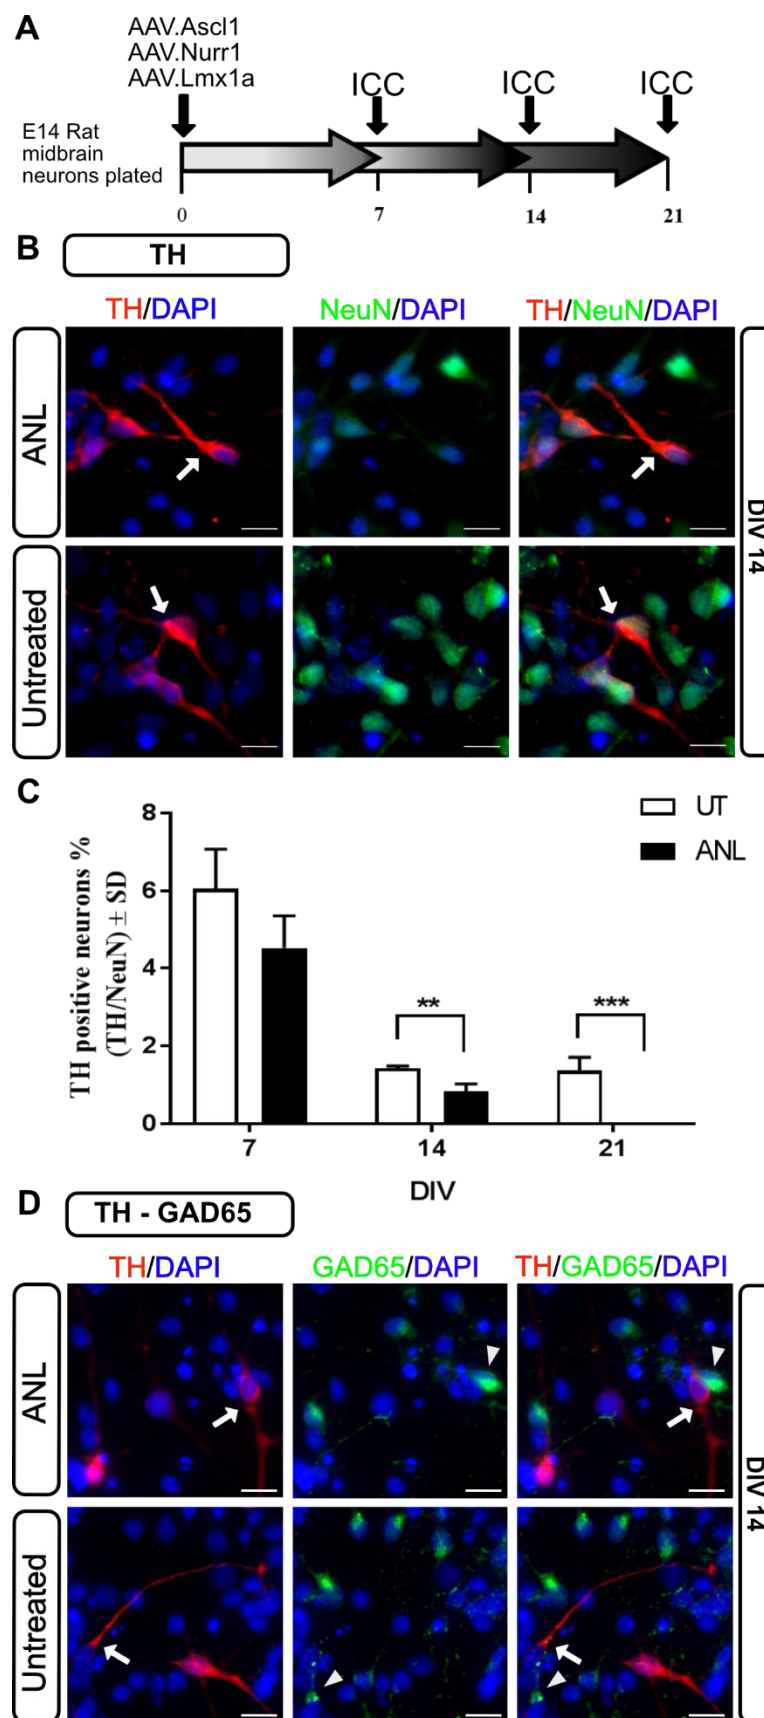 A
AAV.Ascl1
AAV.Nurr1
AAV.Lmx1a
ICC
ICC
ICC
E14 Rat
midbrain
neurons plated
0
7
14
21
B
TH
TH/DAPI
NeuN/DAPI
TH/NeuN/DAPI
ANL
Untreated
DIV 14
C
8
6
4
2
0
TH positive neurons %
(TH/NeuN) ± SD
UT
ANL
**
***
7
14
21
DIV
D
TH - GAD65
TH/DAPI
GAD65/DAPI
TH/GAD65/DAPI
ANL
Untreated
DIV 14